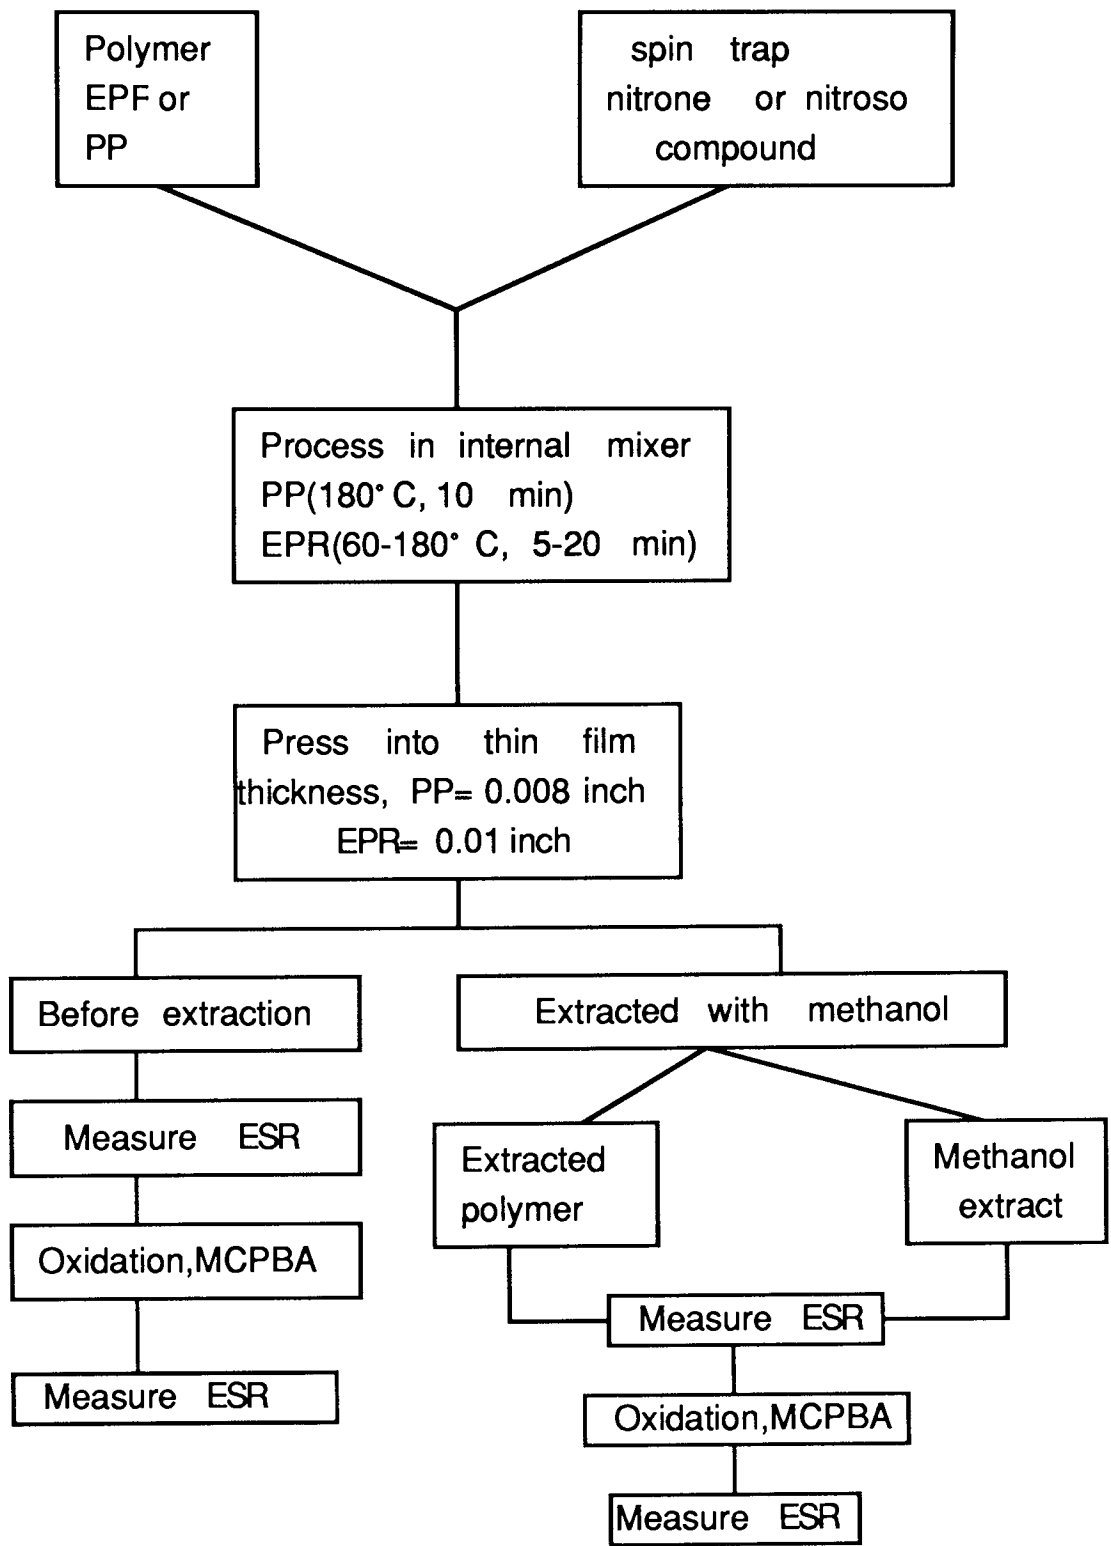 Polymer
EPF or
PP
spin trap
nitrone or nitroso
compound
Process in internal mixer
PP(180° C, 10 min)
EPR(60-180° C, 5-20 min)
Press into thin film
thickness, PP= 0.008 inch
EPR= 0.01 inch
Before extraction
Extracted with methanol
Measure ESR
Extracted
polymer
Methanol
extract
Oxidation,MCPBA
Measure ESR
Measure ESR
Oxidation,MCPBA
Measure ESR